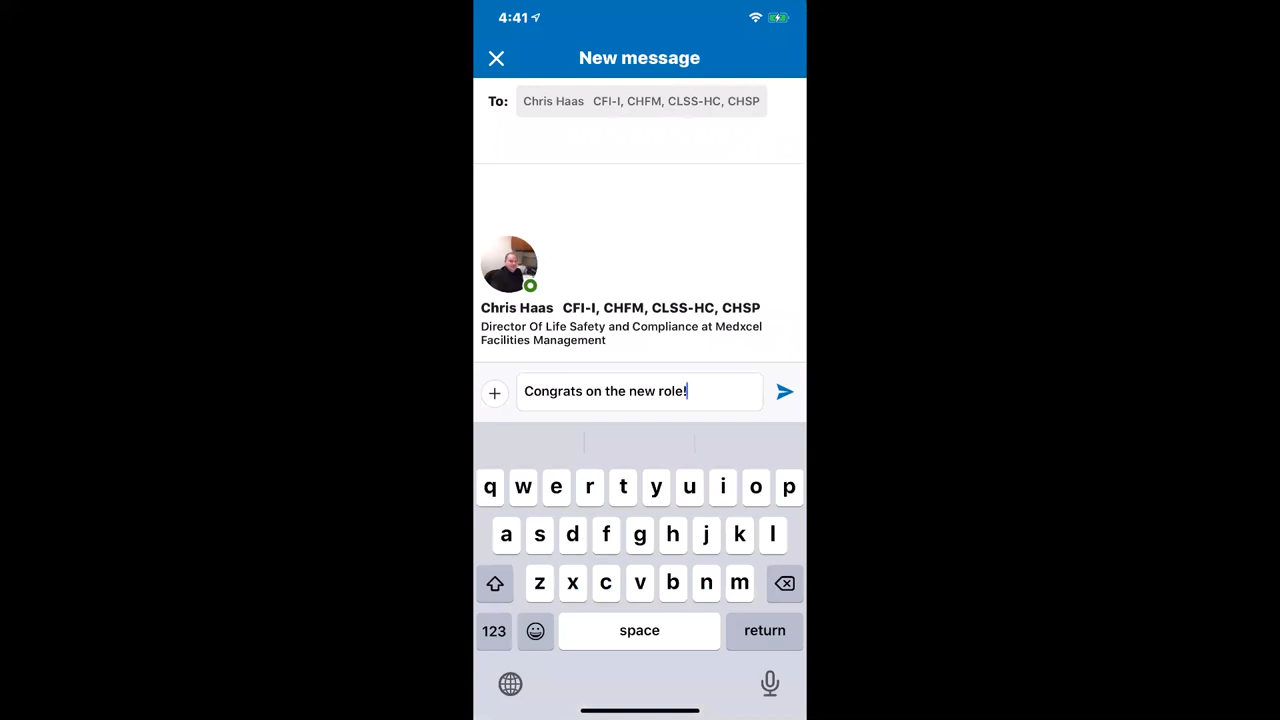 4:41
New message
To: Chris Haas CFI-I, CHFM, CLSS-HC, CHSP
Chris Haas CFI-I, CHFM, CLSS-HC, CHSP
Director Of Life Safety and Compliance at Medxcel
Facilities Management
Congrats on the new role!
q w e r t y u i o p
a s d f g h j k l
z x c v b n m
123 space return